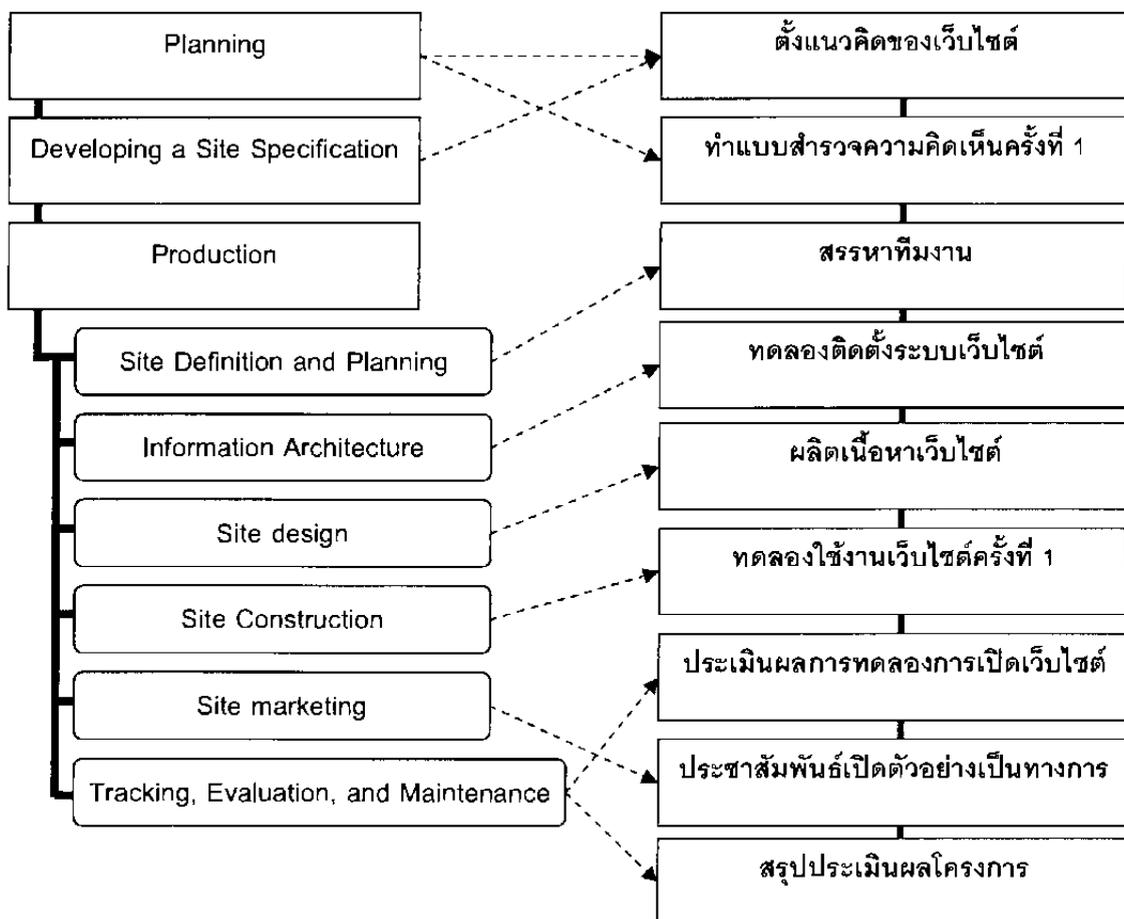 Planning
Developing a Site Specification
Production
Site Definition and Planning
Information Architecture
Site design
Site Construction
Site marketing
Tracking, Evaluation, and Maintenance
ตั้งแนวคิดของเว็บไซต์
ทำแบบสำรวจความคิดเห็นครั้งที่ 1
สรรหาทีมงาน
ทดลองติดตั้งระบบเว็บไซต์
ผลิตเนื้อหาเว็บไซต์
ทดลองใช้งานเว็บไซต์ครั้งที่ 1
ประเมินผลการทดลองการเปิดเว็บไซต์
ประชาสัมพันธ์เปิดตัวอย่างเป็นทางการ
สรุปประเมินผลโครงการ